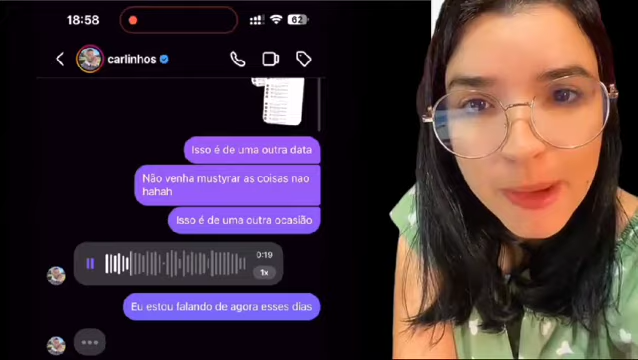 18:58
62
carlinhos
Isso é de uma outra data
Não venha mustyrar as coisas nao
hahah
Isso é de uma outra ocasião
0:19
1x
Eu estou falando de agora esses dias